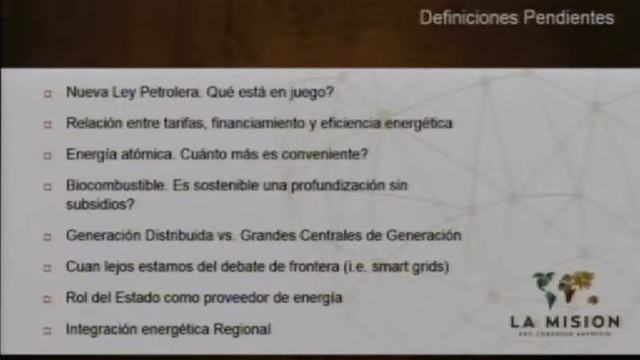 Definiciones Pendientes
Nueva Ley Petrolera. Qué está en juego?
Relación entre tarifas, financiamiento y eficiencia energética
Energía atómica. Cuánto más es conveniente?
Biocombustible. Es sostenible una profundización sin
subsidios?
Generación Distribuida vs. Grandes Centrales de Generación
Cuan lejos estamos del debate de frontera (i.e. smart grids)
Rol del Estado como proveedor de energía
Integración energética Regional
LA MISION